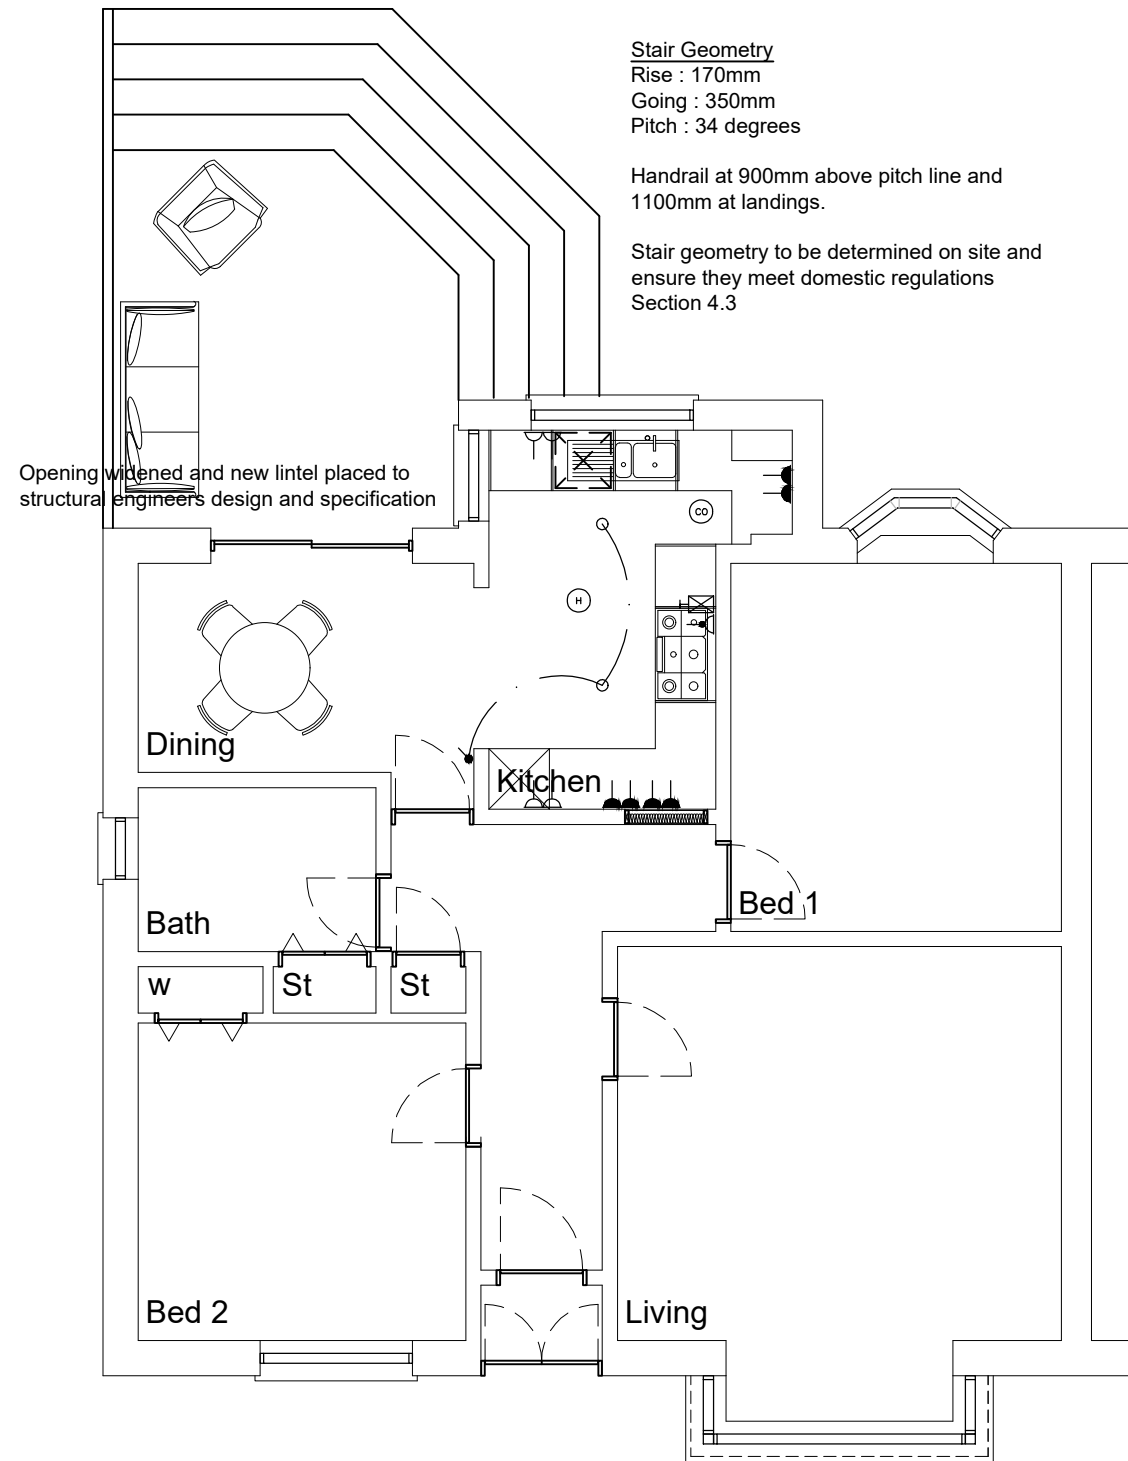 Stair Geometry
Rise : 170mm
Going : 350mm
Pitch : 34 degrees
Handrail at 900mm above pitch line and
1100mm at landings.
Stair geometry to be determined on site and
ensure they meet domestic regulations
Section 4.3
Opening widened and new lintel placed to
structural engineers design and specification
CO
H
Dining
Kitchen
Bath
Bed 1
w
St
St
Bed 2
Living